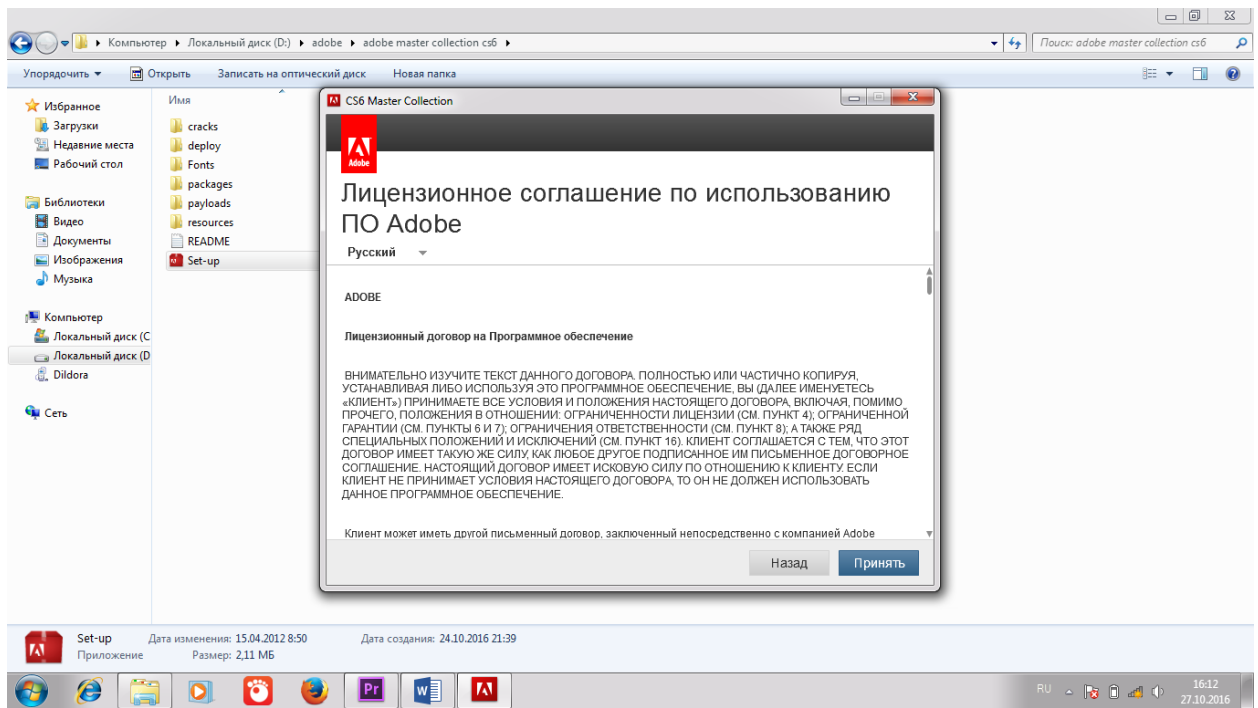 Компьютер ▸ Локальный диск (D:) ▸ adobe ▸ adobe master collection cs6 ▸
Поиск: adobe master collection cs6
Упорядочить Открыть Записать на оптический диск Новая папка
Избранное
Загрузки
Недавние места
Рабочий стол
Библиотеки
Видео
Документы
Изображения
Музыка
Компьютер
Локальный диск (C
Локальный диск (D
Dildora
Сеть
Имя
cracks
deploy
Fonts
packages
payloads
resources
README
Set-up
CS6 Master Collection
Adobe
Лицензионное соглашение по использованию
ПО Adobe
Русский
ADOBE
Лицензионный договор на Программное обеспечение
ВНИМАТЕЛЬНО ИЗУЧИТЕ ТЕКСТ ДАННОГО ДОГОВОРА. ПОЛНОСТЬЮ ИЛИ ЧАСТИЧНО КОПИРУЯ,
УСТАНАВЛИВАЯ ЛИБО ИСПОЛЬЗУЯ ЭТО ПРОГРАММНОЕ ОБЕСПЕЧЕНИЕ, ВЫ (ДАЛЕЕ ИМЕНУЕТЕСЬ
«КЛИЕНТ») ПРИНИМАЕТЕ ВСЕ УСЛОВИЯ И ПОЛОЖЕНИЯ НАСТОЯЩЕГО ДОГОВОРА, ВКЛЮЧАЯ, ПОМИМО
ПРОЧЕГО, ПОЛОЖЕНИЯ В ОТНОШЕНИИ: ОГРАНИЧЕННОСТИ ЛИЦЕНЗИИ (СМ. ПУНКТ 4); ОГРАНИЧЕННОЙ
ГАРАНТИИ (СМ. ПУНКТЫ 6 И 7); ОГРАНИЧЕНИЯ ОТВЕТСТВЕННОСТИ (СМ. ПУНКТ 8); А ТАКЖЕ РЯД
СПЕЦИАЛЬНЫХ ПОЛОЖЕНИЙ И ИСКЛЮЧЕНИЙ (СМ. ПУНКТ 16). КЛИЕНТ СОГЛАШАЕТСЯ С ТЕМ, ЧТО ЭТОТ
ДОГОВОР ИМЕЕТ ТАКУЮ ЖЕ СИЛУ, КАК ЛЮБОЕ ДРУГОЕ ПОДПИСАННОЕ ИМ ПИСЬМЕННОЕ ДОГОВОРНОЕ
СОГЛАШЕНИЕ. НАСТОЯЩИЙ ДОГОВОР ИМЕЕТ ИСКОВУЮ СИЛУ ПО ОТНОШЕНИЮ К КЛИЕНТУ. ЕСЛИ
КЛИЕНТ НЕ ПРИНИМАЕТ УСЛОВИЯ НАСТОЯЩЕГО ДОГОВОРА, ТО ОН НЕ ДОЛЖЕН ИСПОЛЬЗОВАТЬ
ДАННОЕ ПРОГРАММНОЕ ОБЕСПЕЧЕНИЕ.
Клиент может иметь другой письменный договор, заключенный непосредственно с компанией Adobe
Назад Принять
Set-up Дата изменения: 15.04.2012 8:50 Дата создания: 24.10.2016 21:39
Приложение Размер: 2,11 МБ
Pr W
RU 16:12
27.10.2016